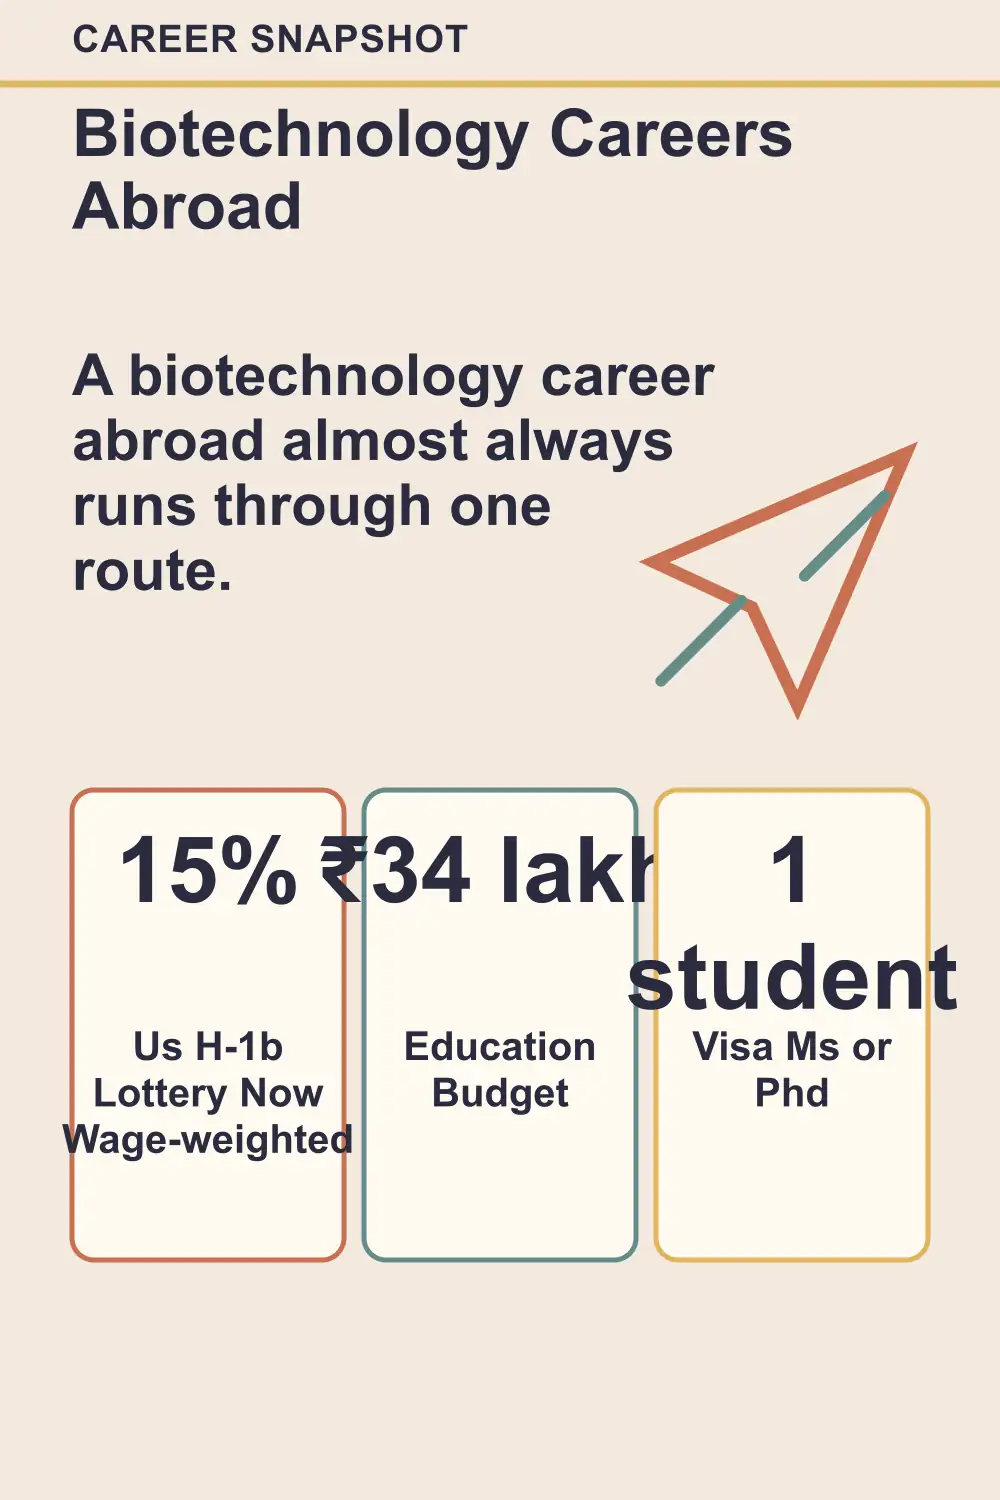 CAREER SNAPSHOT
Biotechnology Careers
Abroad
A biotechnology career
abroad almost always
runs through one
route.
15%
Us H-1b
Lottery Now
Wage-weighted
₹34 lakh
Education
Budget
1
student
Visa Ms or
Phd